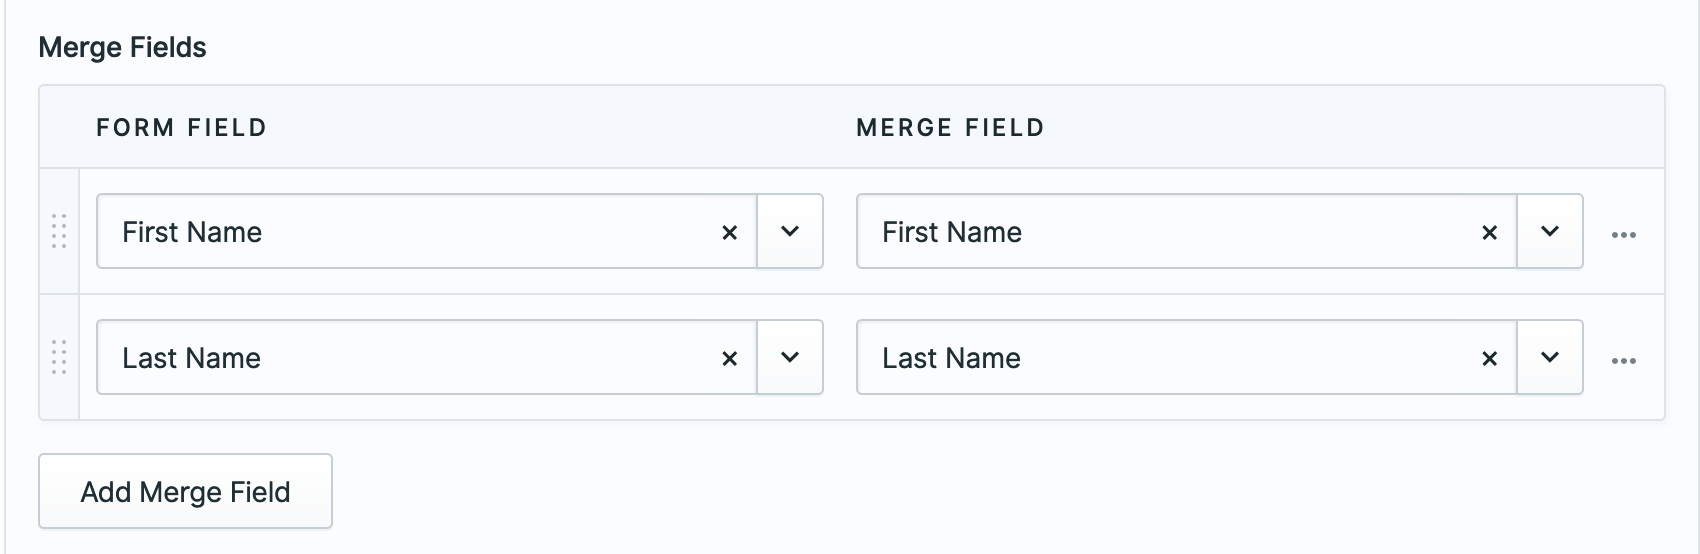 Merge Fields
FORM FIELD MERGE FIELD
First Name First Name
Last Name Last Name
Add Merge Field